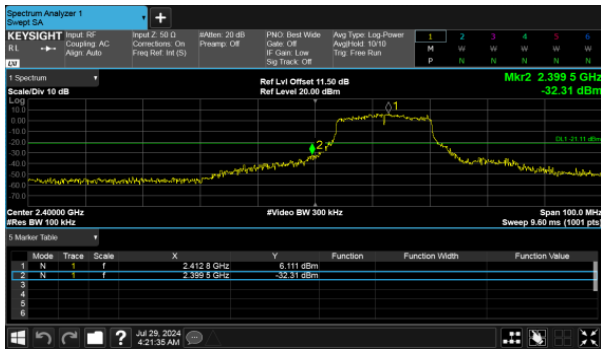 Spectrum Analyzer 1
Swept SA
+
KEYSIGHT Input: RF Input Z: 50 Ω #Atten: 20 dB PNO: Best Wide Avg Type: Log-Power 1 2 3 4 5 6
RL Coupling: AC Corrections: On Preamp: Off Gate: Off Avg|Hold: 10/10 M W W W W W
Align: Auto Freq Ref: Int (S) IF Gain: Low Trig: Free Run
Sig Track: Off P N N N N N
LXI
1 Spectrum Mkr2 2.399 5 GHz
Ref Lvl Offset 11.50 dB
Scale/Div 10 dB Ref Level 20.00 dBm -32.31 dBm
Log
10.0
0.00
-10.0
-20.0
-30.0
-40.0
-50.0
-60.0
-70.0
1
2
DL1 -21.11 dBm
Center 2.40000 GHz #Video BW 300 kHz Span 100.0 MHz
#Res BW 100 kHz Sweep 9.60 ms (1001 pts)
5 Marker Table
Mode Trace Scale X Y Function Function Width Function Value
1 N 1 f 2.412 8 GHz 6.111 dBm
2 N 1 f 2.399 5 GHz -32.31 dBm
3
4
5
6
? Jul 29, 2024
4:21:35 AM